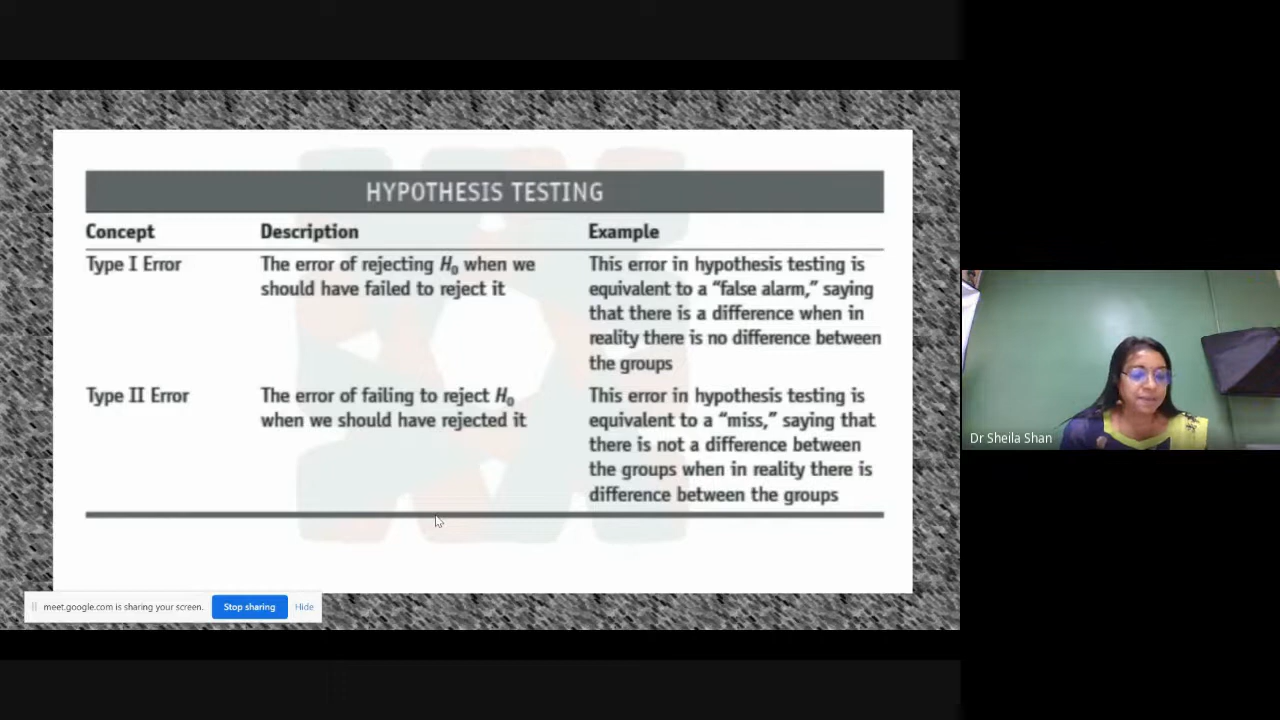 HYPOTHESIS TESTING
Concept Description Example
Type I Error
The error of rejecting H₀ when we
should have failed to reject it
This error in hypothesis testing is
equivalent to a “false alarm,” saying
that there is a difference when in
reality there is no difference between
the groups
Type II Error
The error of failing to reject H₀
when we should have rejected it
This error in hypothesis testing is
equivalent to a “miss,” saying that
there is not a difference between
the groups when in reality there is
difference between the groups
meet.google.com is sharing your screen. Stop sharing Hide
Dr Sheila Shan